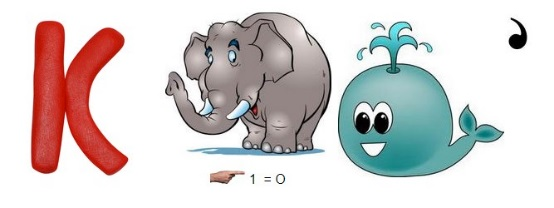 К ,
1 = О